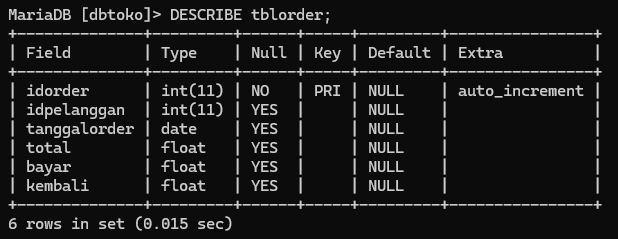 MariaDB [dbtoko]> DESCRIBE tblorder;
+--------------+---------+------+-----+---------+----------------+
| Field        | Type    | Null | Key | Default | Extra          |
+--------------+---------+------+-----+---------+----------------+
| idorder      | int(11) | NO   | PRI | NULL    | auto_increment |
| idpelanggan  | int(11) | YES  |     | NULL    |                |
| tanggalorder | date    | YES  |     | NULL    |                |
| total        | float   | YES  |     | NULL    |                |
| bayar        | float   | YES  |     | NULL    |                |
| kembali      | float   | YES  |     | NULL    |                |
+--------------+---------+------+-----+---------+----------------+
6 rows in set (0.015 sec)